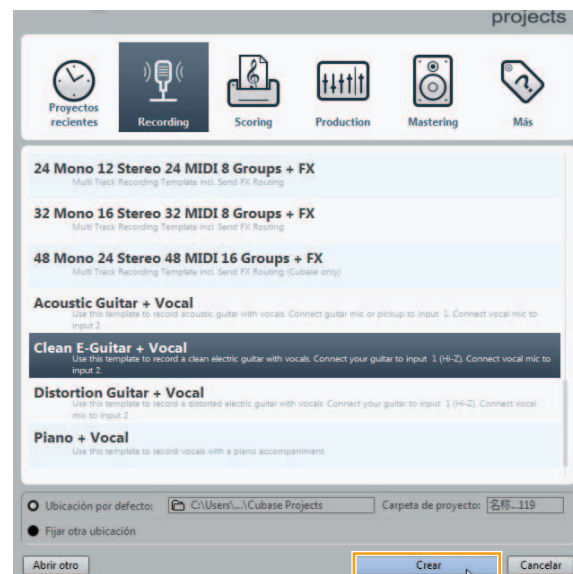 projects
Proyectos
recientes
Recording
Scoring
Production
Mastering
Más
24 Mono 12 Stereo 24 MIDI 8 Groups + FX
Multi Track Recording Template incl. Send FX Routing
32 Mono 16 Stereo 32 MIDI 8 Groups + FX
Multi Track Recording Template incl. Send FX Routing
48 Mono 24 Stereo 48 MIDI 16 Groups + FX
Multi Track Recording Template incl. Send FX Routing (Cubase only)
Acoustic Guitar + Vocal
Use this template to record acoustic guitar with vocals. Connect guitar mic or pickup to input 1. Connect vocal mic to
input 2.
Clean E-Guitar + Vocal
Use this template to record a clean electric guitar with vocals. Connect your guitar to input 1 (Hi-Z). Connect vocal mic to
input 2.
Distortion Guitar + Vocal
Use this template to record a distorted electric guitar with vocals. Connect your guitar to input 1 (Hi-Z). Connect vocal
mic to input 2.
Piano + Vocal
Use this template to record vocals with a piano accompaniment.
Ubicación por defecto: C:\Users\...\Cubase Projects Carpeta de proyecto: 名称...119
Fijar otra ubicación
Abrir otro Crear Cancelar